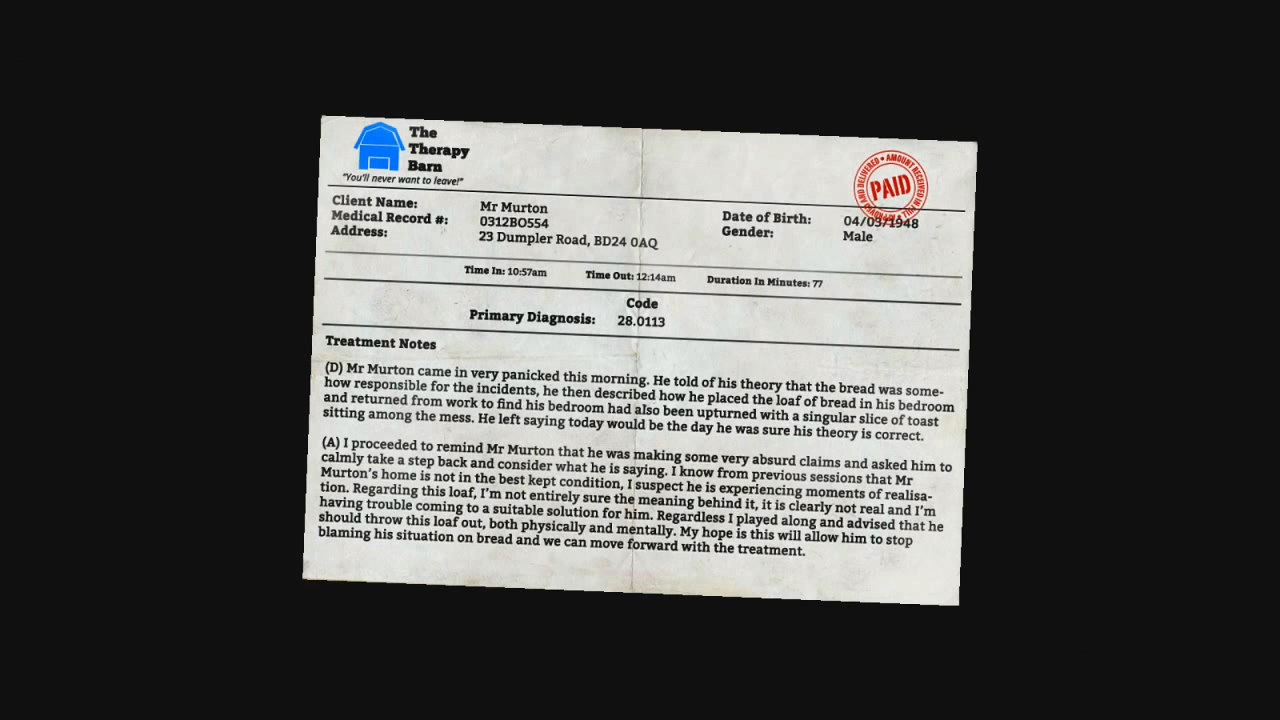 The
Therapy
Barn
"You'll never want to leave!"
PAID
AMOUNT RECEIVED IN FULL
AND DELIVERED
Client Name: Mr Murton
Date of Birth: 04/03/1948
Medical Record #: 0312BO554
Gender: Male
Address: 23 Dumpler Road, BD24 0AQ
Time In: 10:57am Time Out: 12:14am Duration In Minutes: 77
Code
Primary Diagnosis: 28.0113
Treatment Notes
(D) Mr Murton came in very panicked this morning. He told of his theory that the bread was some-
how responsible for the incidents, he then described how he placed the loaf of bread in his bedroom
and returned from work to find his bedroom had also been upturned with a singular slice of toast
sitting among the mess. He left saying today would be the day he was sure his theory is correct.
(A) I proceeded to remind Mr Murton that he was making some very absurd claims and asked him to
calmly take a step back and consider what he is saying. I know from previous sessions that Mr
Murton's home is not in the best kept condition, I suspect he is experiencing moments of realisa-
tion. Regarding this loaf, I'm not entirely sure the meaning behind it, it is clearly not real and I'm
having trouble coming to a suitable solution for him. Regardless I played along and advised that he
should throw this loaf out, both physically and mentally. My hope is this will allow him to stop
blaming his situation on bread and we can move forward with the treatment.